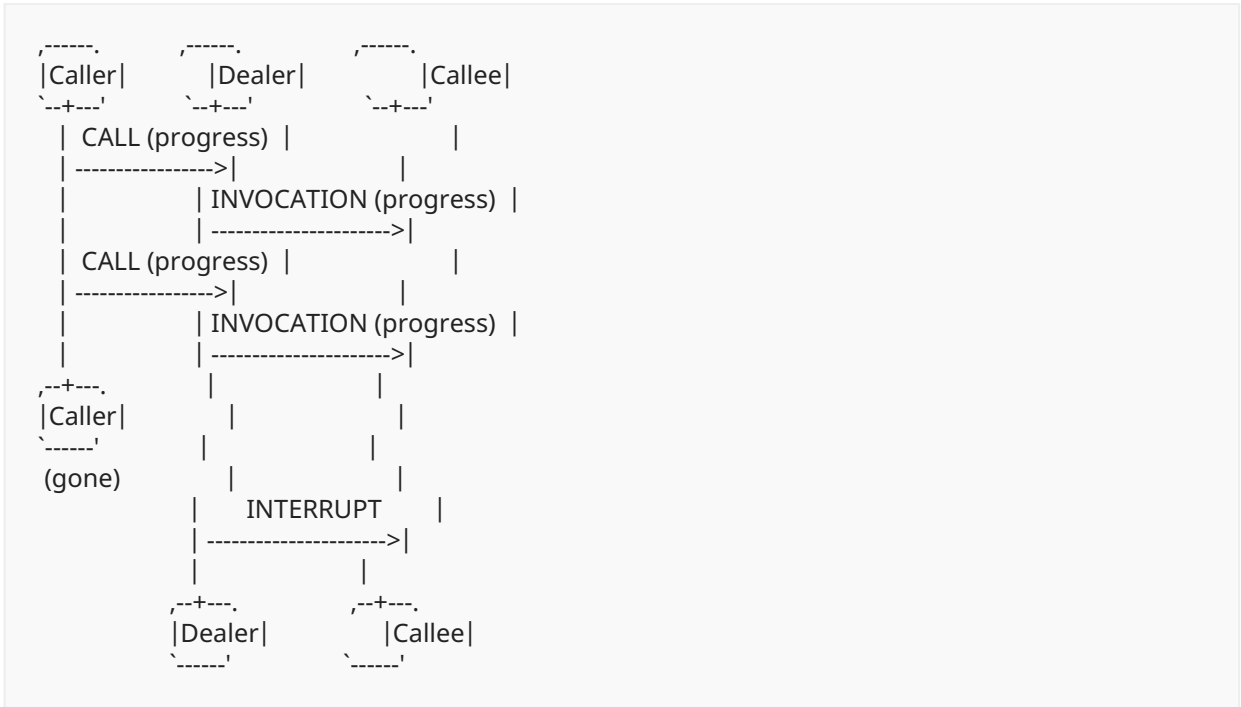 ,------.          ,------.              ,------.
|Caller|          |Dealer|              |Callee|
`--+---'          `--+---'              `--+---'
   |  CALL (progress)  |                       |
   | ----------------->|                       |
   |                   | INVOCATION (progress)  |
   |                   | ---------------------->|
   |  CALL (progress)  |                       |
   | ----------------->|                       |
   |                   | INVOCATION (progress)  |
   |                   | ---------------------->|
,--+---.               |                       |
|Caller|               |                       |
`------'               |                       |
 (gone)                |                       |
                       |       INTERRUPT        |
                       | ---------------------->|
                       |                       |
                    ,--+---.                ,--+---.
                    |Dealer|                |Callee|
                    `------'                `------'